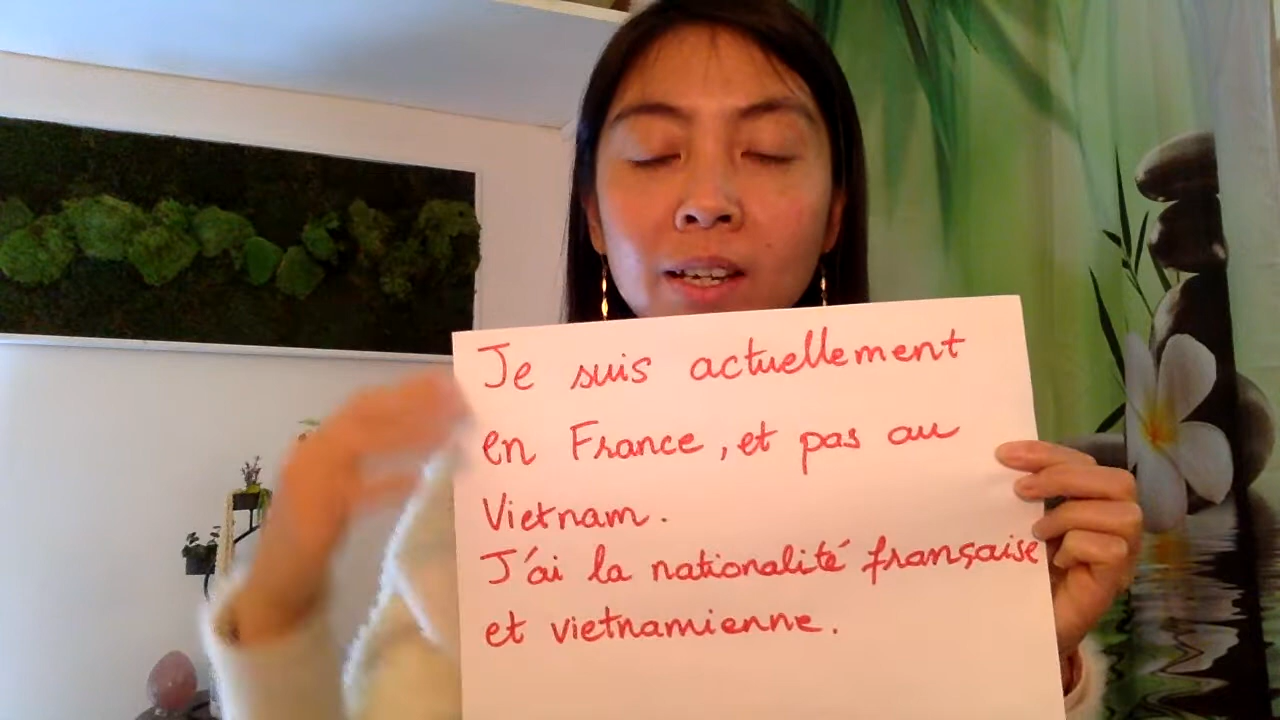 Je suis actuellement
en France, et pas au
Vietnam.
J'ai la nationalité française
et vietnamienne.